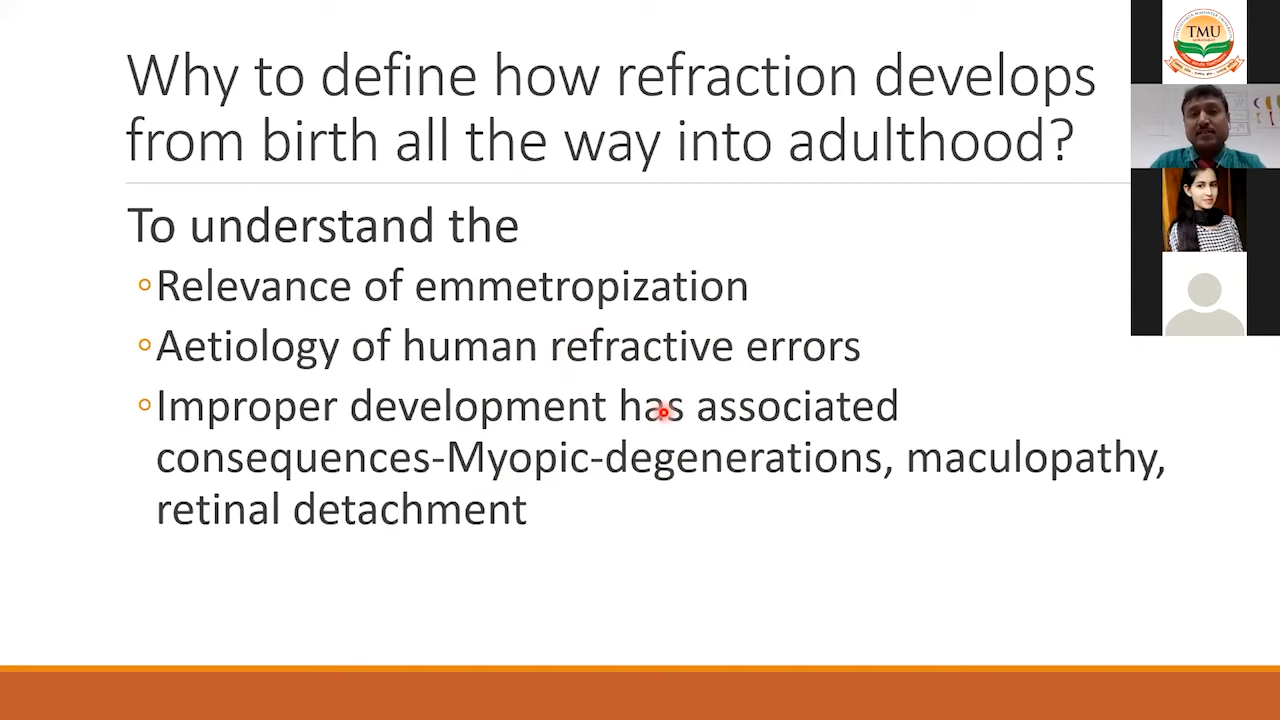 Why to define how refraction develops
from birth all the way into adulthood?
To understand the
◦Relevance of emmetropization
◦Aetiology of human refractive errors
◦Improper development has associated
consequences-Myopic-degenerations, maculopathy,
retinal detachment
TMU